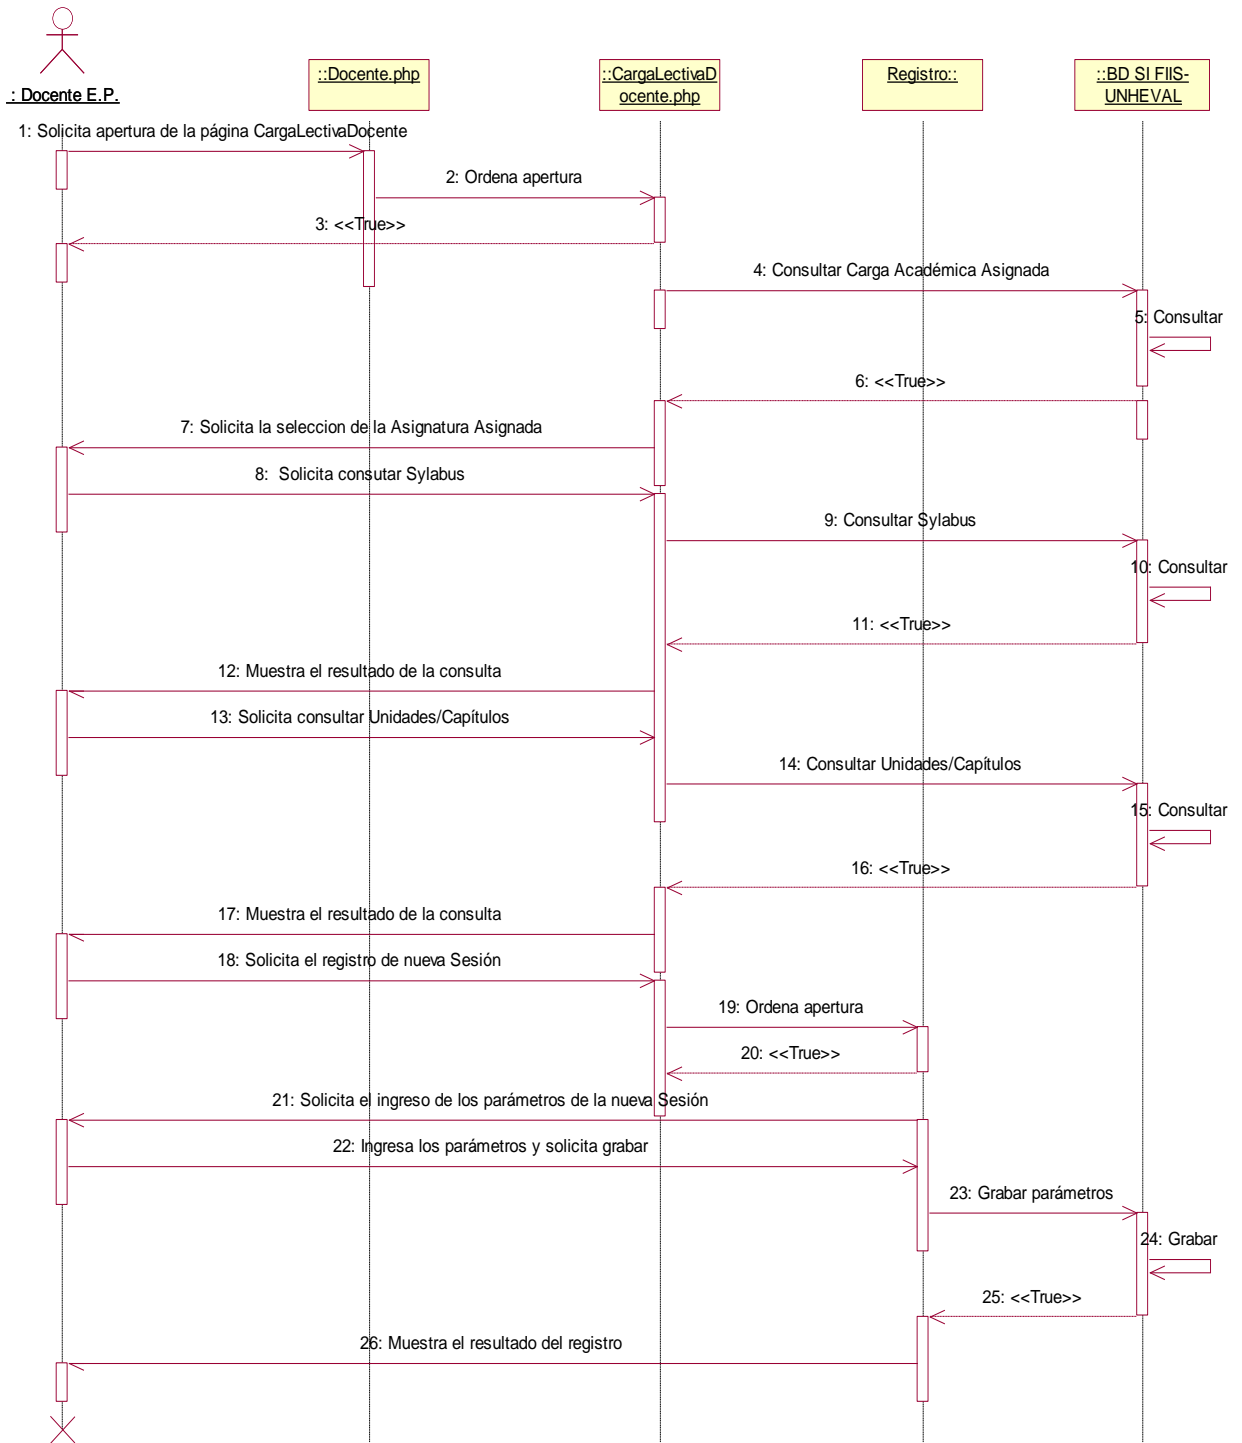 : Docente E.P.
::Docente.php
::CargaLectivaD
ocente.php
Registro::
::BD SI FIIS-
UNHEVAL
1: Solicita apertura de la página CargaLectivaDocente
2: Ordena apertura
3: <<True>>
4: Consultar Carga Académica Asignada
5: Consultar
6: <<True>>
7: Solicita la seleccion de la Asignatura Asignada
8:  Solicita consutar Sylabus
9: Consultar Sylabus
10: Consultar
11: <<True>>
12: Muestra el resultado de la consulta
13: Solicita consultar Unidades/Capítulos
14: Consultar Unidades/Capítulos
15: Consultar
16: <<True>>
17: Muestra el resultado de la consulta
18: Solicita el registro de nueva Sesión
19: Ordena apertura
20: <<True>>
21: Solicita el ingreso de los parámetros de la nueva Sesión
22: Ingresa los parámetros y solicita grabar
23: Grabar parámetros
24: Grabar
25: <<True>>
26: Muestra el resultado del registro